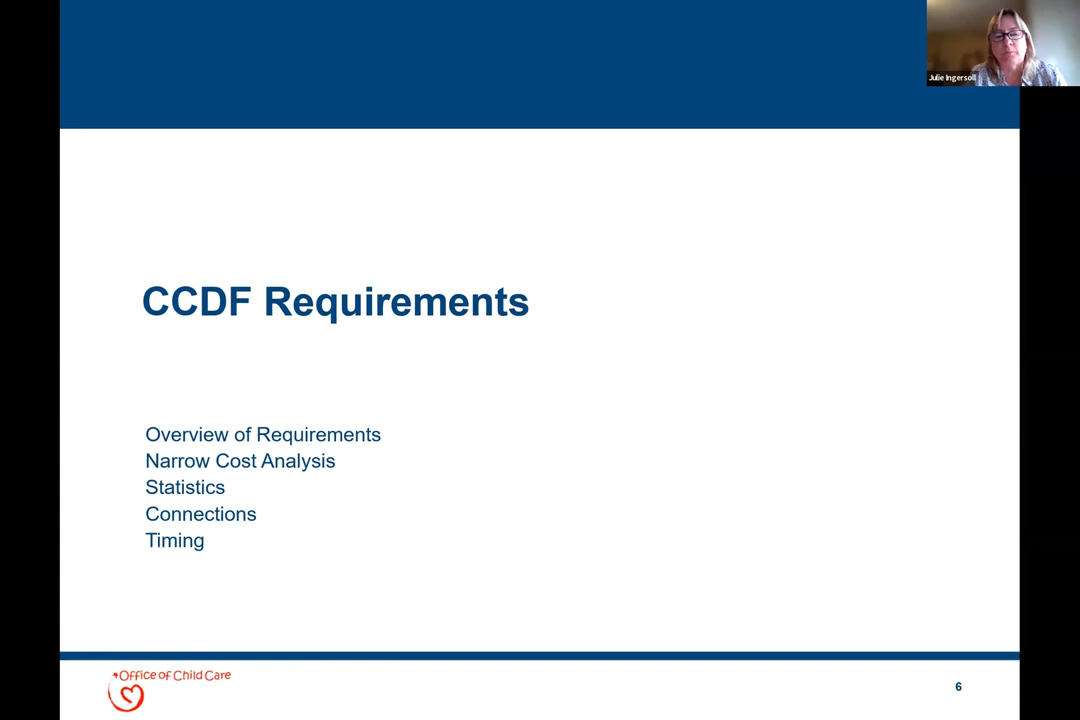 Julie Ingersoll
CCDF Requirements
Overview of Requirements
Narrow Cost Analysis
Statistics
Connections
Timing
Office of Child Care
6